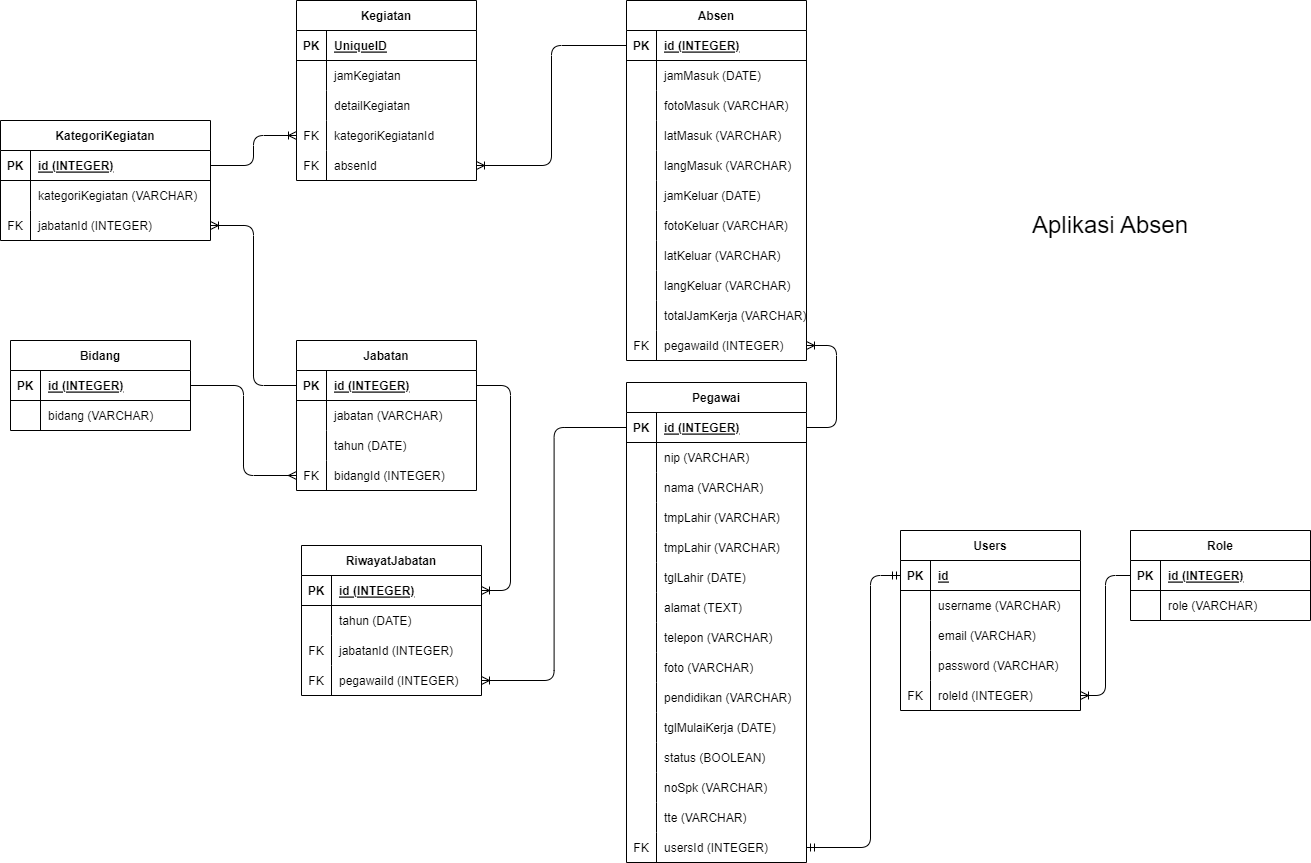 Kegiatan
PK UniqueID
jamKegiatan
detailKegiatan
FK kategoriKegiatanId
FK absenId
Absen
PK id (INTEGER)
jamMasuk (DATE)
fotoMasuk (VARCHAR)
latMasuk (VARCHAR)
langMasuk (VARCHAR)
jamKeluar (DATE)
fotoKeluar (VARCHAR)
latKeluar (VARCHAR)
langKeluar (VARCHAR)
totalJamKerja (VARCHAR)
FK pegawaiId (INTEGER)
KategoriKegiatan
PK id (INTEGER)
kategoriKegiatan (VARCHAR)
FK jabatanId (INTEGER)
Aplikasi Absen
Bidang
PK id (INTEGER)
bidang (VARCHAR)
Jabatan
PK id (INTEGER)
jabatan (VARCHAR)
tahun (DATE)
FK bidangId (INTEGER)
Pegawai
PK id (INTEGER)
nip (VARCHAR)
nama (VARCHAR)
tmpLahir (VARCHAR)
tmpLahir (VARCHAR)
tglLahir (DATE)
alamat (TEXT)
telepon (VARCHAR)
foto (VARCHAR)
pendidikan (VARCHAR)
tglMulaiKerja (DATE)
status (BOOLEAN)
noSpk (VARCHAR)
tte (VARCHAR)
FK usersId (INTEGER)
RiwayatJabatan
PK id (INTEGER)
tahun (DATE)
FK jabatanId (INTEGER)
FK pegawaiId (INTEGER)
Users
PK id
username (VARCHAR)
email (VARCHAR)
password (VARCHAR)
FK roleId (INTEGER)
Role
PK id (INTEGER)
role (VARCHAR)